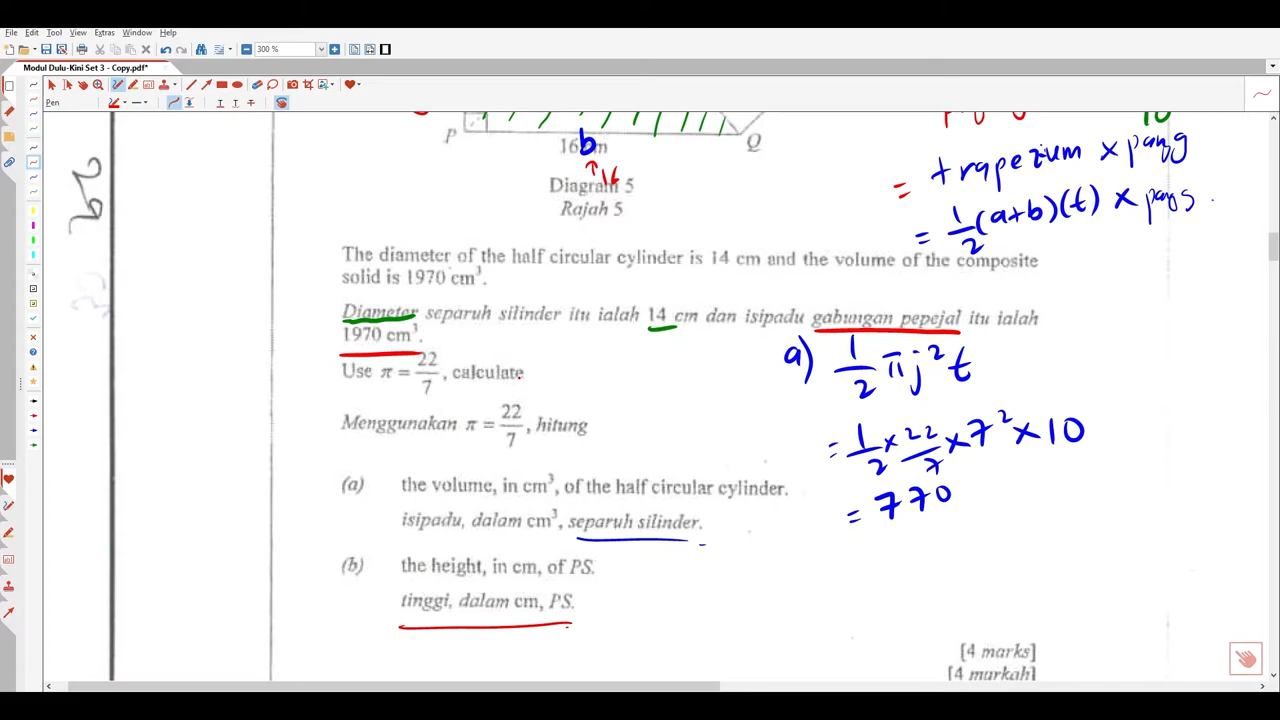 File View Tool Extras Window Help
300 %
Modul Dulu-Kini Set 3 - Copy.pdf*
Pen
P
Q
16 cm
b
16
Diagram 5
Rajah 5
10
= trapezium × panjg
= 1/2 (a+b)(t) × panjg
The diameter of the half circular cylinder is 14 cm and the volume of the composite
solid is 1970 cm³.
Diameter separuh silinder itu ialah 14 cm dan isipadu gabungan pepejal itu ialah
1970 cm³.
Use π = 22/7, calculate
Menggunakan π = 22/7, hitung
(a) the volume, in cm³, of the half circular cylinder.
isipadu, dalam cm³, separuh silinder.
(b) the height, in cm, of PS.
tinggi, dalam cm, PS.
[4 marks]
[4 markah]
a) 1/2 πj²t
= 1/2 × 22/7 × 7² × 10
= 770
29